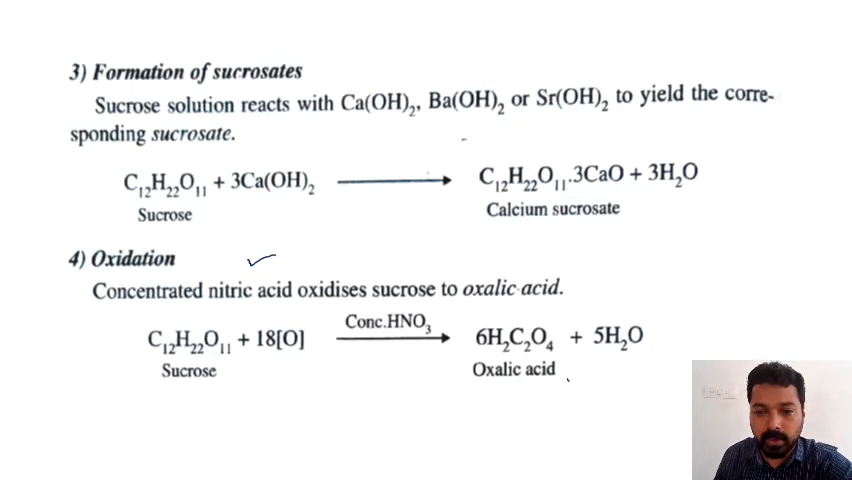 3) Formation of sucrosates
Sucrose solution reacts with Ca(OH)₂, Ba(OH)₂ or Sr(OH)₂ to yield the corre-
sponding sucrosate.
C₁₂H₂₂O₁₁ + 3Ca(OH)₂ ⟶ C₁₂H₂₂O₁₁.3CaO + 3H₂O
Sucrose Calcium sucrosate
4) Oxidation
Concentrated nitric acid oxidises sucrose to oxalic acid.
Conc.HNO₃
C₁₂H₂₂O₁₁ + 18[O] ⟶ 6H₂C₂O₄ + 5H₂O
Sucrose Oxalic acid